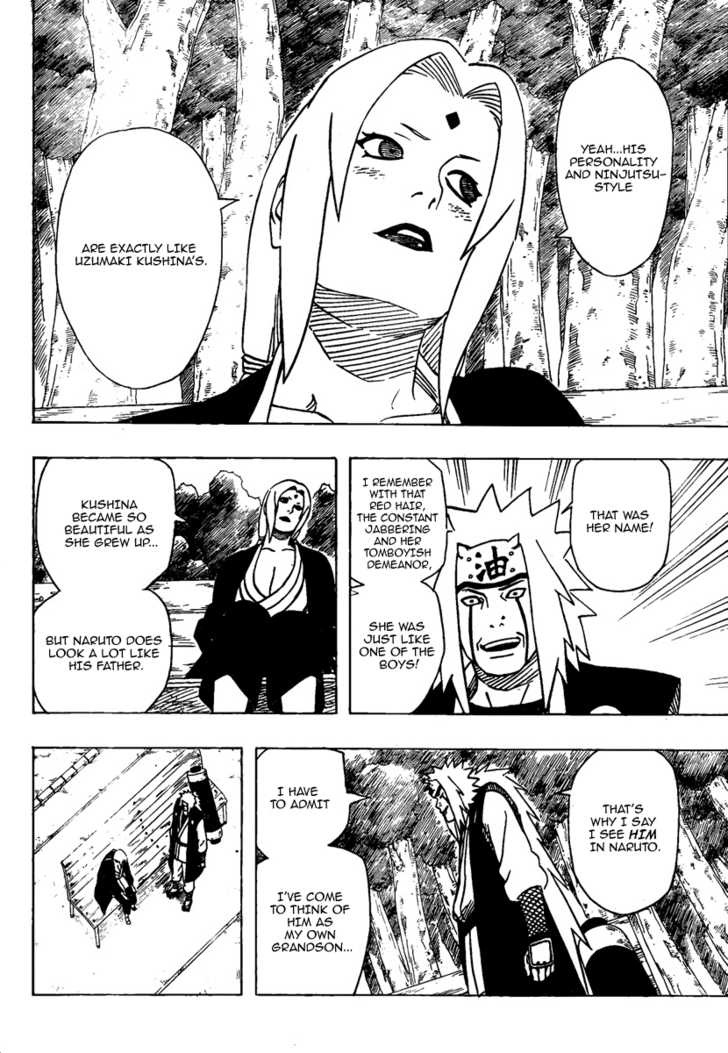 YEAH...HIS
PERSONALITY
AND NINJUTSU-
STYLE
ARE EXACTLY LIKE
UZUMAKI KUSHINA'S.
THAT WAS
HER NAME!
I REMEMBER
WITH THAT
RED HAIR,
THE CONSTANT
JABBERING
AND HER
TOMBOYISH
DEMEANOR,
SHE WAS
JUST LIKE
ONE OF THE
BOYS!
油
KUSHINA
BECAME SO
BEAUTIFUL AS
SHE GREW UP...
BUT NARUTO DOES
LOOK A LOT LIKE
HIS FATHER.
THAT'S
WHY I SAY
I SEE HIM
IN NARUTO.
I HAVE
TO ADMIT
I'VE COME
TO THINK OF
HIM AS
MY OWN
GRANDSON...